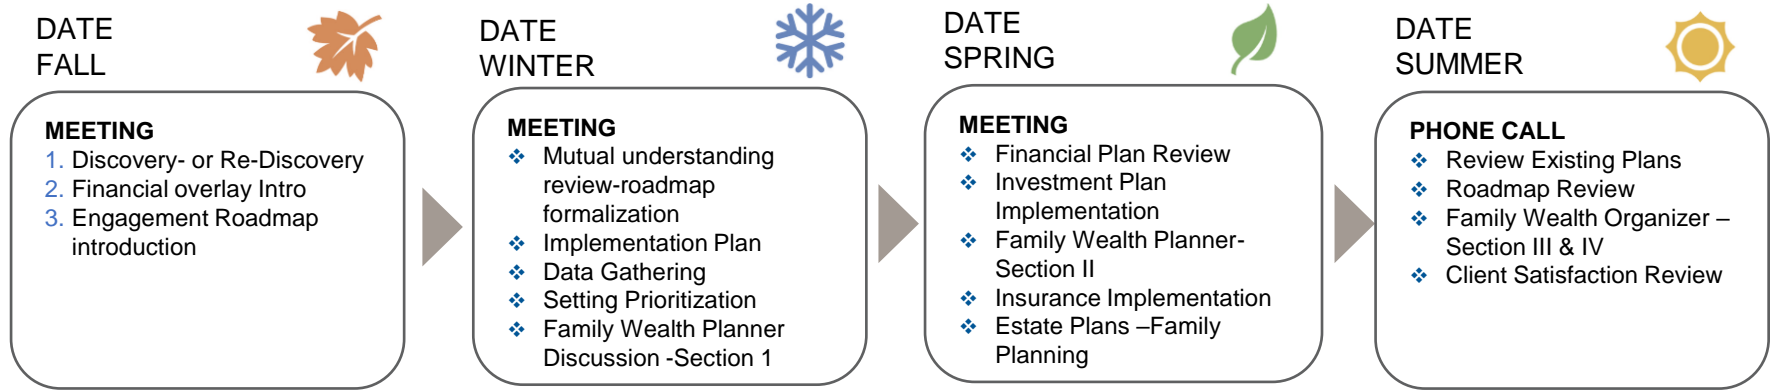 DATE
FALL
MEETING
1. Discovery- or Re-Discovery
2. Financial overlay Intro
3. Engagement Roadmap
introduction
DATE
WINTER
MEETING
❖ Mutual understanding
review-roadmap
formalization
❖ Implementation Plan
❖ Data Gathering
❖ Setting Prioritization
❖ Family Wealth Planner
Discussion -Section 1
DATE
SPRING
MEETING
❖ Financial Plan Review
❖ Investment Plan
Implementation
❖ Family Wealth Planner-
Section II
❖ Insurance Implementation
❖ Estate Plans –Family
Planning
DATE
SUMMER
PHONE CALL
❖ Review Existing Plans
❖ Roadmap Review
❖ Family Wealth Organizer –
Section III & IV
❖ Client Satisfaction Review